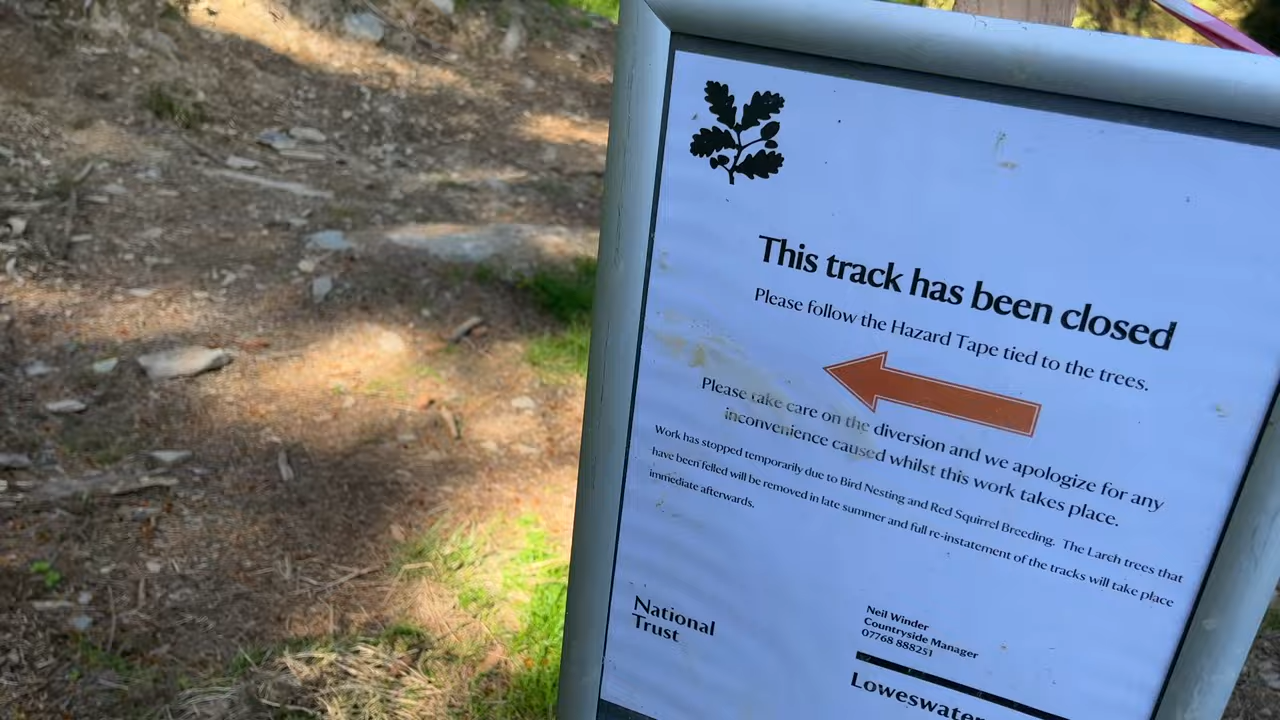 This track has been closed
Please follow the Hazard Tape tied to the trees.
Please take care on the diversion and we apologize for any
inconvenience caused whilst this work takes place.
Work has stopped temporarily due to Bird Nesting and Red Squirrel Breeding. The Larch trees that
have been felled will be removed in late summer and full re-instatement of the tracks will take place
immediate afterwards.
National
Trust
Neil Winder
Countryside Manager
07768 888251
Loweswater